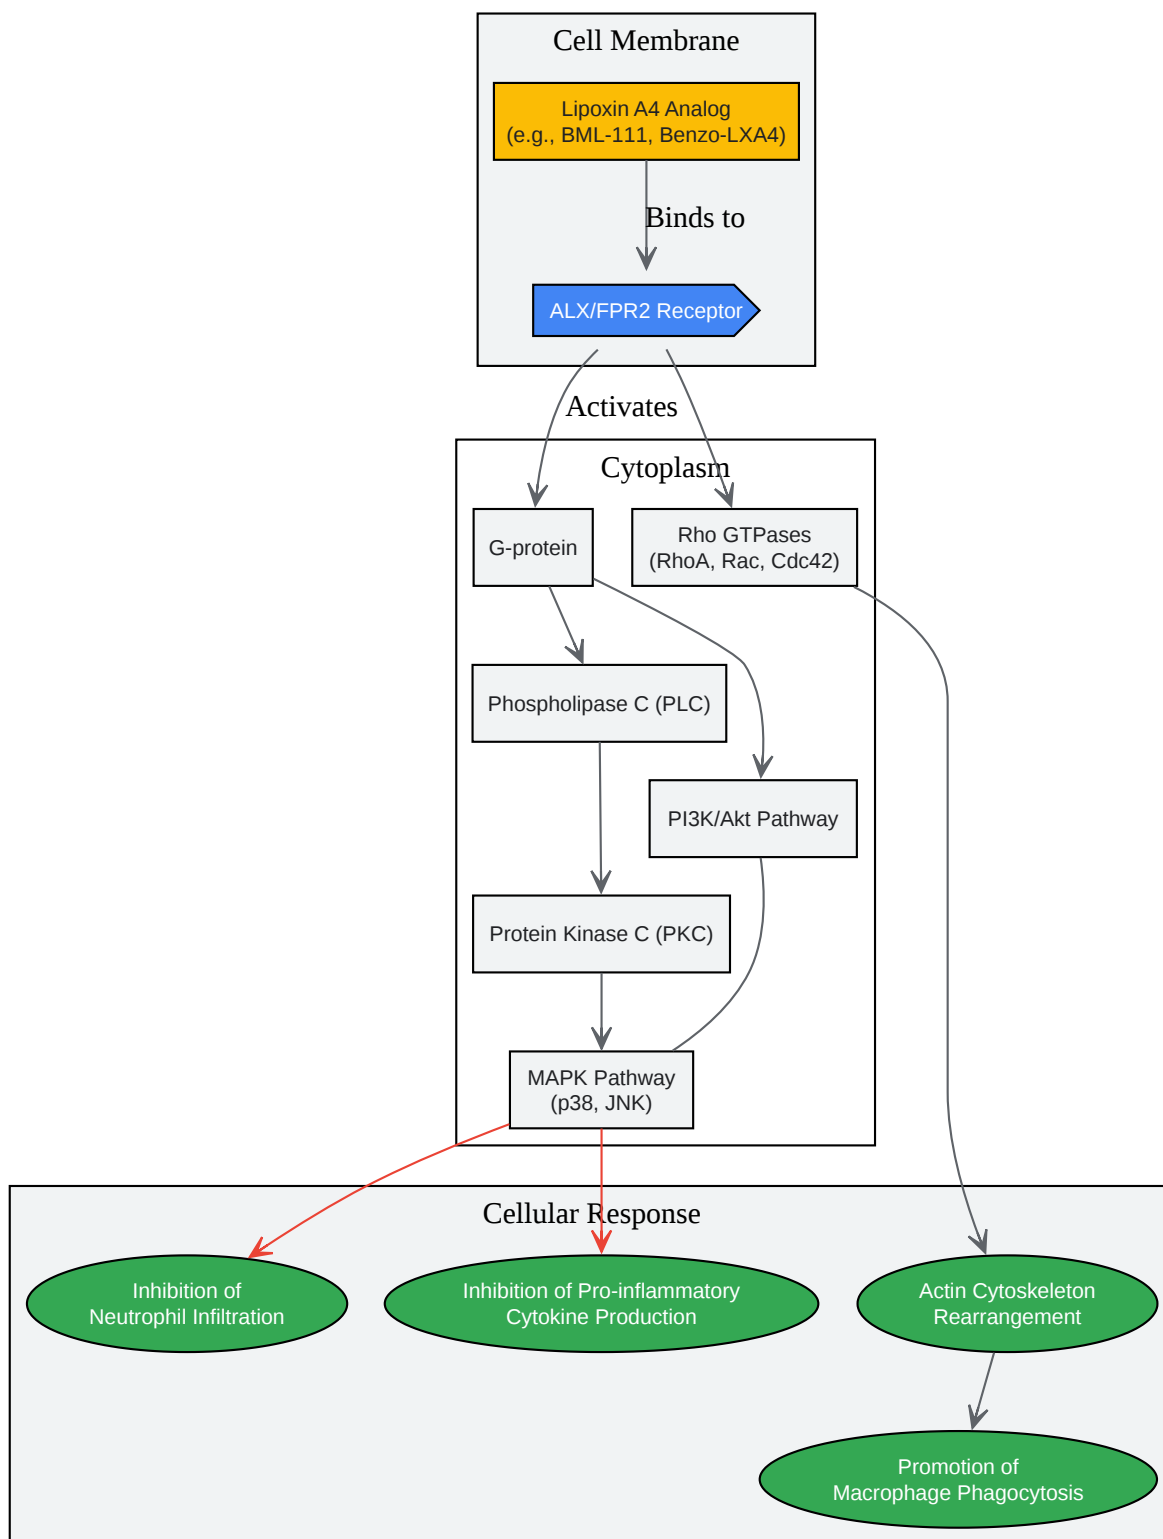 Cell Membrane
Lipoxin A4 Analog
(e.g., BML-111, Benzo-LXA4)
Binds to
ALX/FPR2 Receptor
Activates
Cytoplasm
G-protein
Rho GTPases
(RhoA, Rac, Cdc42)
Phospholipase C (PLC)
PI3K/Akt Pathway
Protein Kinase C (PKC)
MAPK Pathway
(p38, JNK)
Cellular Response
Inhibition of
Neutrophil Infiltration
Inhibition of Pro-inflammatory
Cytokine Production
Actin Cytoskeleton
Rearrangement
Promotion of
Macrophage Phagocytosis